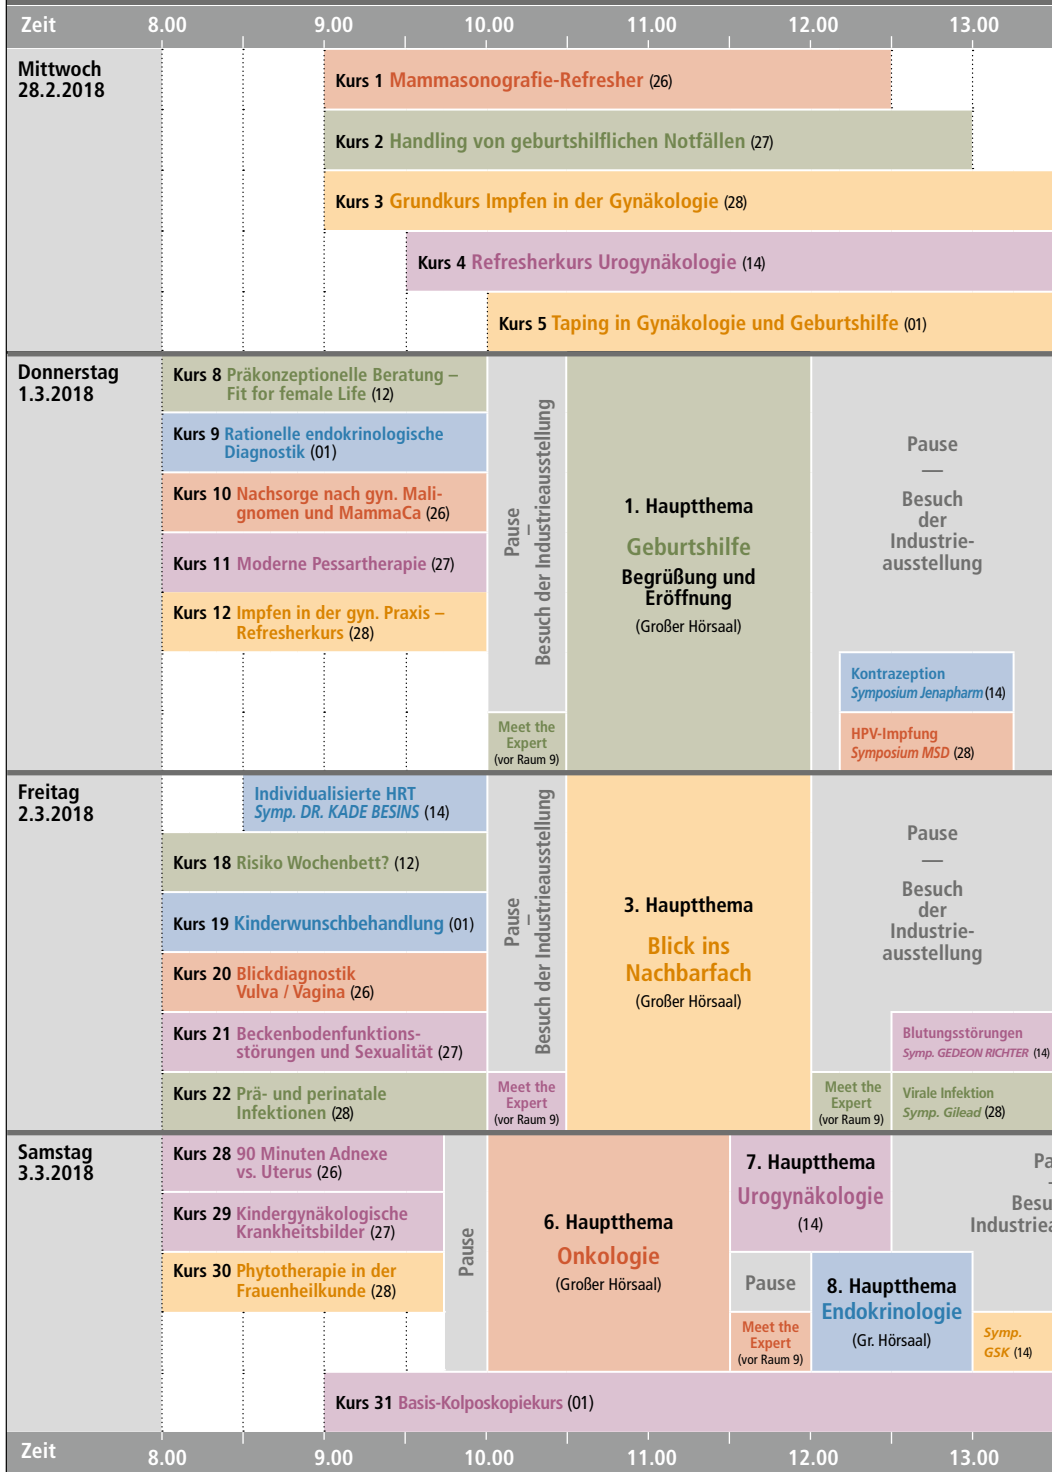 Zeit 8.00 9.00 10.00 11.00 12.00 13.00
Mittwoch
28.2.2018
Kurs 1 Mammasonografie-Refresher (26)
Kurs 2 Handling von geburtshilflichen Notfällen (27)
Kurs 3 Grundkurs Impfen in der Gynäkologie (28)
Kurs 4 Refresherkurs Urogynäkologie (14)
Kurs 5 Taping in Gynäkologie und Geburtshilfe (01)
Donnerstag
1.3.2018
Kurs 8 Präkonzeptionelle Beratung –
Fit for female Life (12)
Kurs 9 Rationelle endokrinologische
Diagnostik (01)
Kurs 10 Nachsorge nach gyn. Mali-
gnomen und MammaCa (26)
Kurs 11 Moderne Pessartherapie (27)
Kurs 12 Impfen in der gyn. Praxis –
Refresherkurs (28)
Pause
–
Besuch der Industrieausstellung
Meet the
Expert
(vor Raum 9)
1. Hauptthema
Geburtshilfe
Begrüßung und
Eröffnung
(Großer Hörsaal)
Pause
—
Besuch
der
Industrie-
ausstellung
Kontrazeption
Symposium Jenapharm (14)
HPV-Impfung
Symposium MSD (28)
Freitag
2.3.2018
Individualisierte HRT
Symp. DR. KADE BESINS (14)
Kurs 18 Risiko Wochenbett? (12)
Kurs 19 Kinderwunschbehandlung (01)
Kurs 20 Blickdiagnostik
Vulva / Vagina (26)
Kurs 21 Beckenbodenfunktions-
störungen und Sexualität (27)
Kurs 22 Prä- und perinatale
Infektionen (28)
Pause
–
Besuch der Industrieausstellung
Meet the
Expert
(vor Raum 9)
3. Hauptthema
Blick ins
Nachbarfach
(Großer Hörsaal)
Pause
—
Besuch
der
Industrie-
ausstellung
Blutungsstörungen
Symp. GEDEON RICHTER (14)
Meet the
Expert
(vor Raum 9)
Virale Infektion
Symp. Gilead (28)
Samstag
3.3.2018
Kurs 28 90 Minuten Adnexe
vs. Uterus (26)
Kurs 29 Kindergynäkologische
Krankheitsbilder (27)
Kurs 30 Phytotherapie in der
Frauenheilkunde (28)
Pause
6. Hauptthema
Onkologie
(Großer Hörsaal)
7. Hauptthema
Urogynäkologie
(14)
Pause
Meet the
Expert
(vor Raum 9)
8. Hauptthema
Endokrinologie
(Gr. Hörsaal)
Pa
–
Besu
Industriea
Symp.
GSK (14)
Kurs 31 Basis-Kolposkopiekurs (01)
Zeit 8.00 9.00 10.00 11.00 12.00 13.00